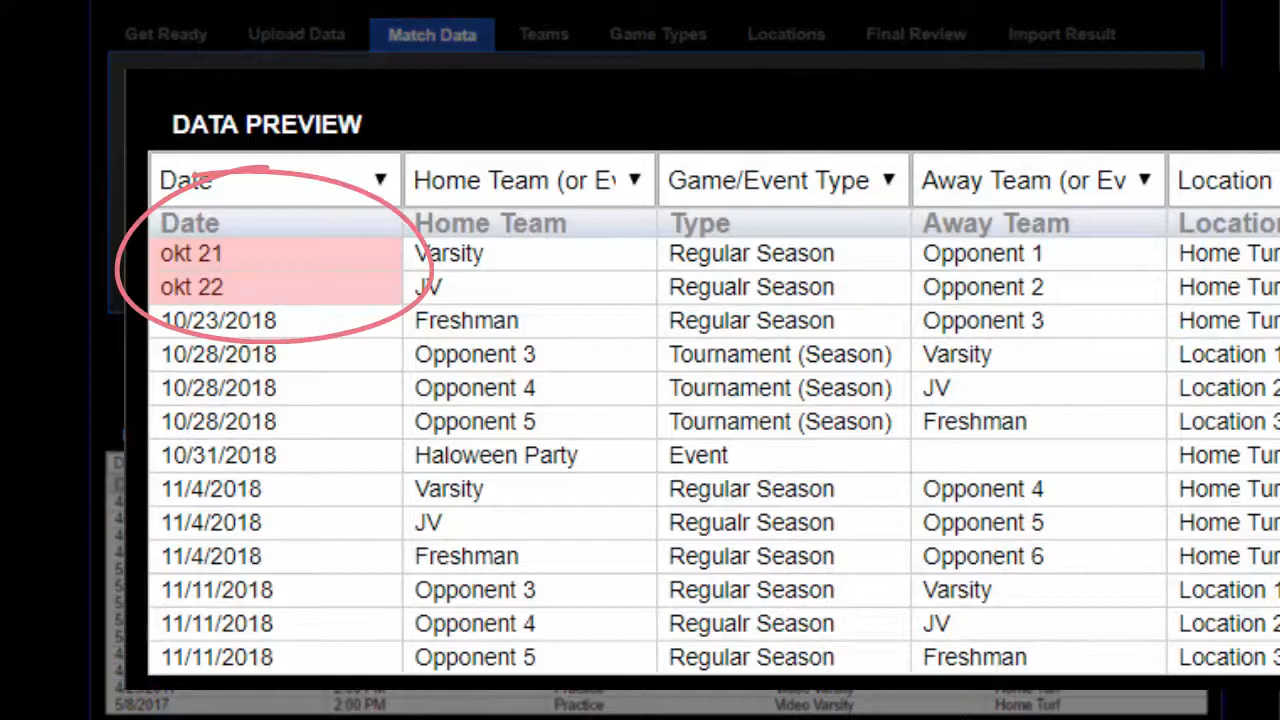 Get Ready Upload Data Match Data Teams Game Types Locations Final Review Import Result
DATA PREVIEW
Date ▼ Home Team (or Ev ▼ Game/Event Type ▼ Away Team (or Ev ▼ Location
Date Home Team Type Away Team Location
okt 21 Varsity Regular Season Opponent 1 Home Tur
okt 22 JV Regualr Season Opponent 2 Home Tur
10/23/2018 Freshman Regular Season Opponent 3 Home Tur
10/28/2018 Opponent 3 Tournament (Season) Varsity Location 1
10/28/2018 Opponent 4 Tournament (Season) JV Location 2
10/28/2018 Opponent 5 Tournament (Season) Freshman Location 3
10/31/2018 Haloween Party Event Home Tur
11/4/2018 Varsity Regular Season Opponent 4 Home Tur
11/4/2018 JV Regualr Season Opponent 5 Home Tur
11/4/2018 Freshman Regular Season Opponent 6 Home Tur
11/11/2018 Opponent 3 Regular Season Varsity Location 1
11/11/2018 Opponent 4 Regualr Season JV Location 2
11/11/2018 Opponent 5 Regular Season Freshman Location 3
5/8/2017 2:00 PM Practice Video Varsity Home Turf